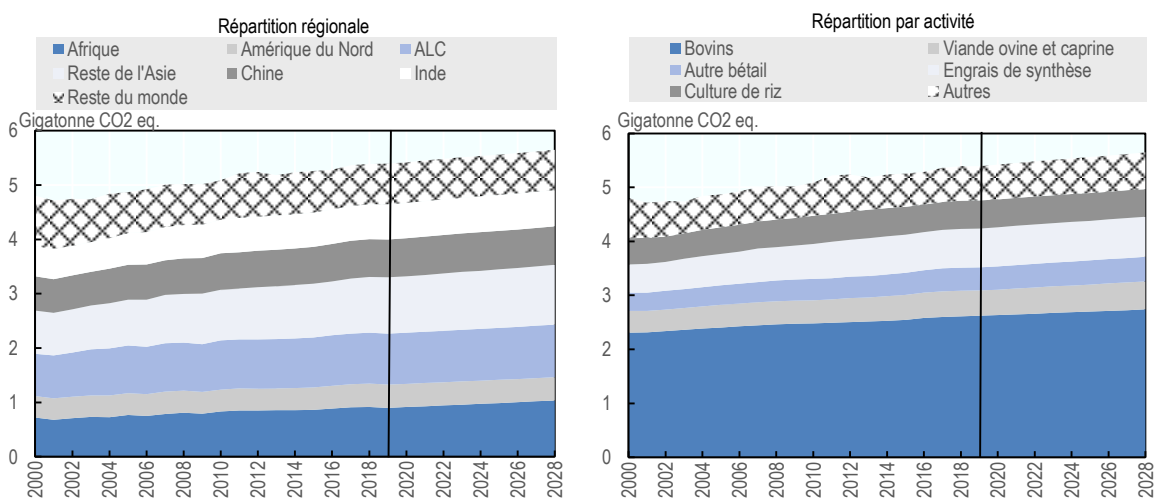 Répartition régionale
Afrique Amérique du Nord ALC
Reste de l'Asie Chine Inde
Reste du monde
Gigatonne CO2 eq.
6
5
4
3
2
1
0
2000 2002 2004 2006 2008 2010 2012 2014 2016 2018 2020 2022 2024 2026 2028
Répartition par activité
Bovins Viande ovine et caprine
Autre bétail Engrais de synthèse
Culture de riz Autres
Gigatonne CO2 eq.
6
5
4
3
2
1
0
2000 2002 2004 2006 2008 2010 2012 2014 2016 2018 2020 2022 2024 2026 2028